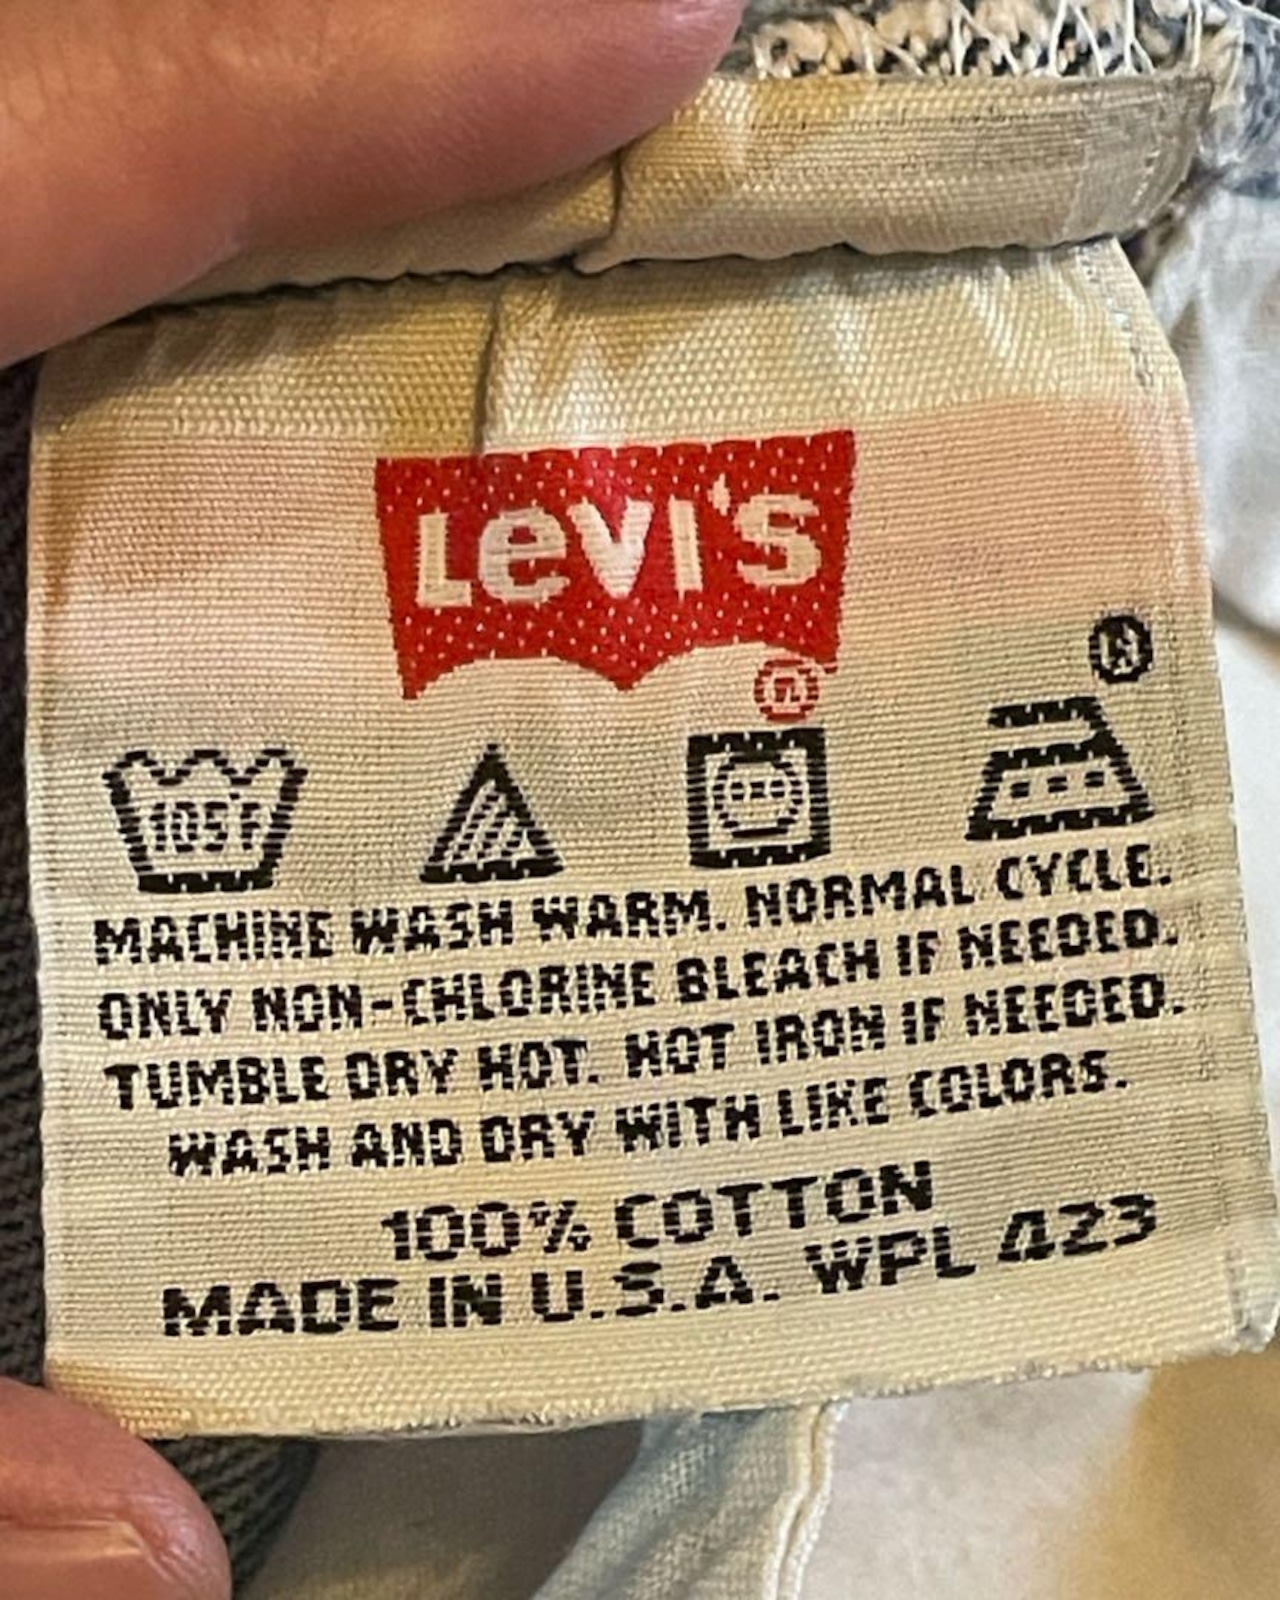 LEVI'S
®
®
105°F
MACHINE WASH WARM. NORMAL CYCLE.
ONLY NON-CHLORINE BLEACH IF NEEDED.
TUMBLE DRY HOT. HOT IRON IF NEEDED.
WASH AND DRY WITH LIKE COLORS.
100% COTTON
MADE IN U.S.A. WPL 423